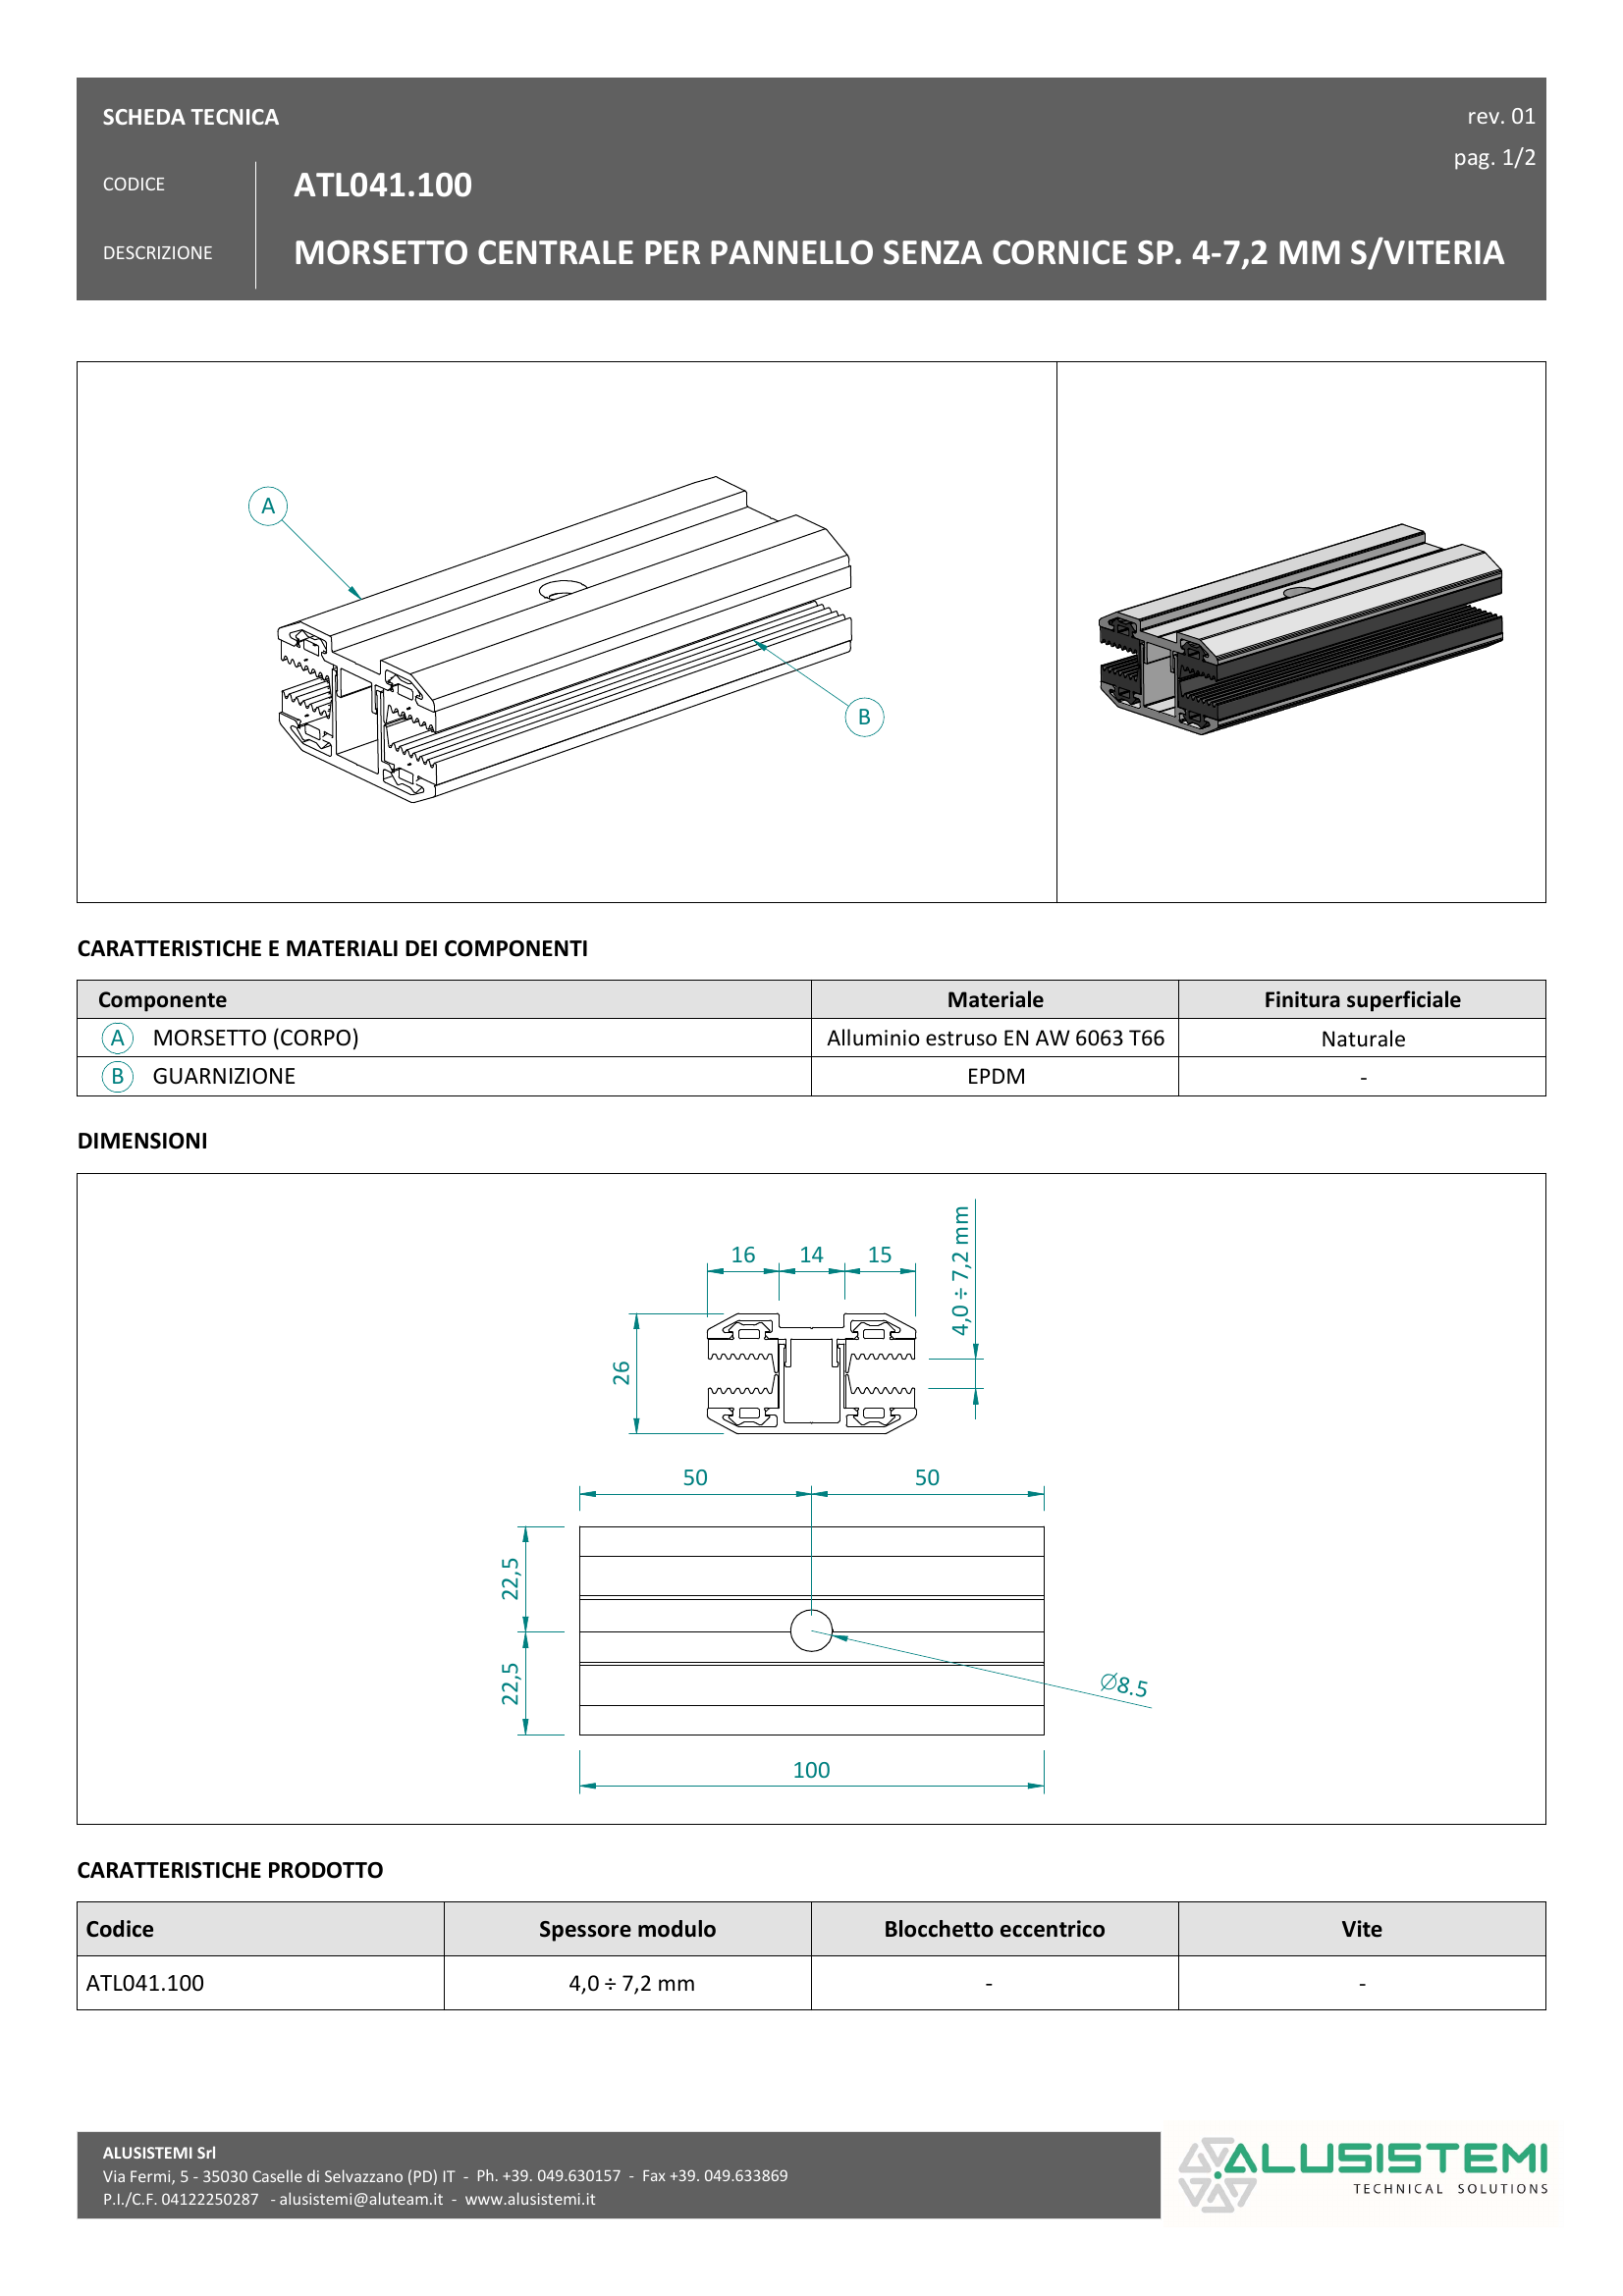 SCHEDA TECNICA
rev. 01
pag. 1/2
CODICE
ATL041.100
DESCRIZIONE
MORSETTO CENTRALE PER PANNELLO SENZA CORNICE SP. 4-7,2 MM S/VITERIA
A
B
CARATTERISTICHE E MATERIALI DEI COMPONENTI
Componente Materiale Finitura superficiale
A MORSETTO (CORPO) Alluminio estruso EN AW 6063 T66 Naturale
B GUARNIZIONE EPDM -
DIMENSIONI
16 14 15
4,0 ÷ 7,2 mm
26
50 50
22,5
22,5
∅8.5
100
CARATTERISTICHE PRODOTTO
Codice Spessore modulo Blocchetto eccentrico Vite
ATL041.100 4,0 ÷ 7,2 mm - -
ALUSISTEMI Srl
Via Fermi, 5 - 35030 Caselle di Selvazzano (PD) IT - Ph. +39. 049.630157 - Fax +39. 049.633869
P.I./C.F. 04122250287 - alusistemi@aluteam.it - www.alusistemi.it
ALUSISTEMI
TECHNICAL SOLUTIONS